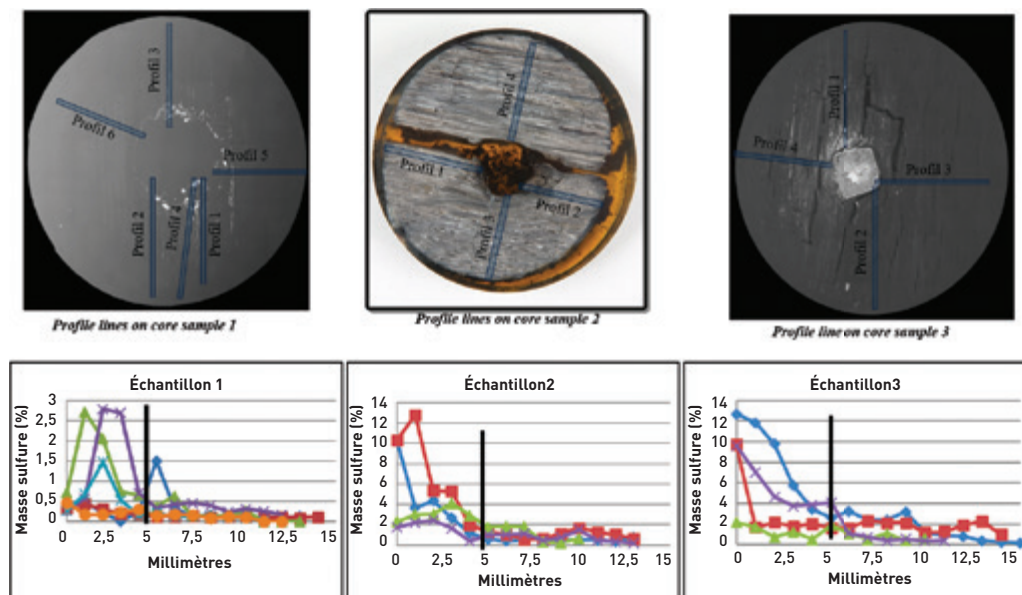 Profil 3
Profil 6
Profil 5
Profil 2
Profil 4
Profil 1
Profile lines on core sample 1
Profil 4
Profil 1
Profil 2
Profil 3
Profile lines on core sample 2
Profil 1
Profil 4
Profil 3
Profil 2
Profile line on core sample 3
Échantillon 1
Masse sulfure (%)
3
2,5
2
1,5
1
0,5
0
0 2,5 5 7,5 10 12,5 15
Millimètres
Échantillon2
Masse sulfure (%)
14
12
10
8
6
4
2
0
0 2,5 5 7,5 10 12,5 15
Millimètres
Échantillon3
Masse sulfure (%)
14
12
10
8
6
4
2
0
0 2,5 5 7,5 10 12,5 15
Millimètres